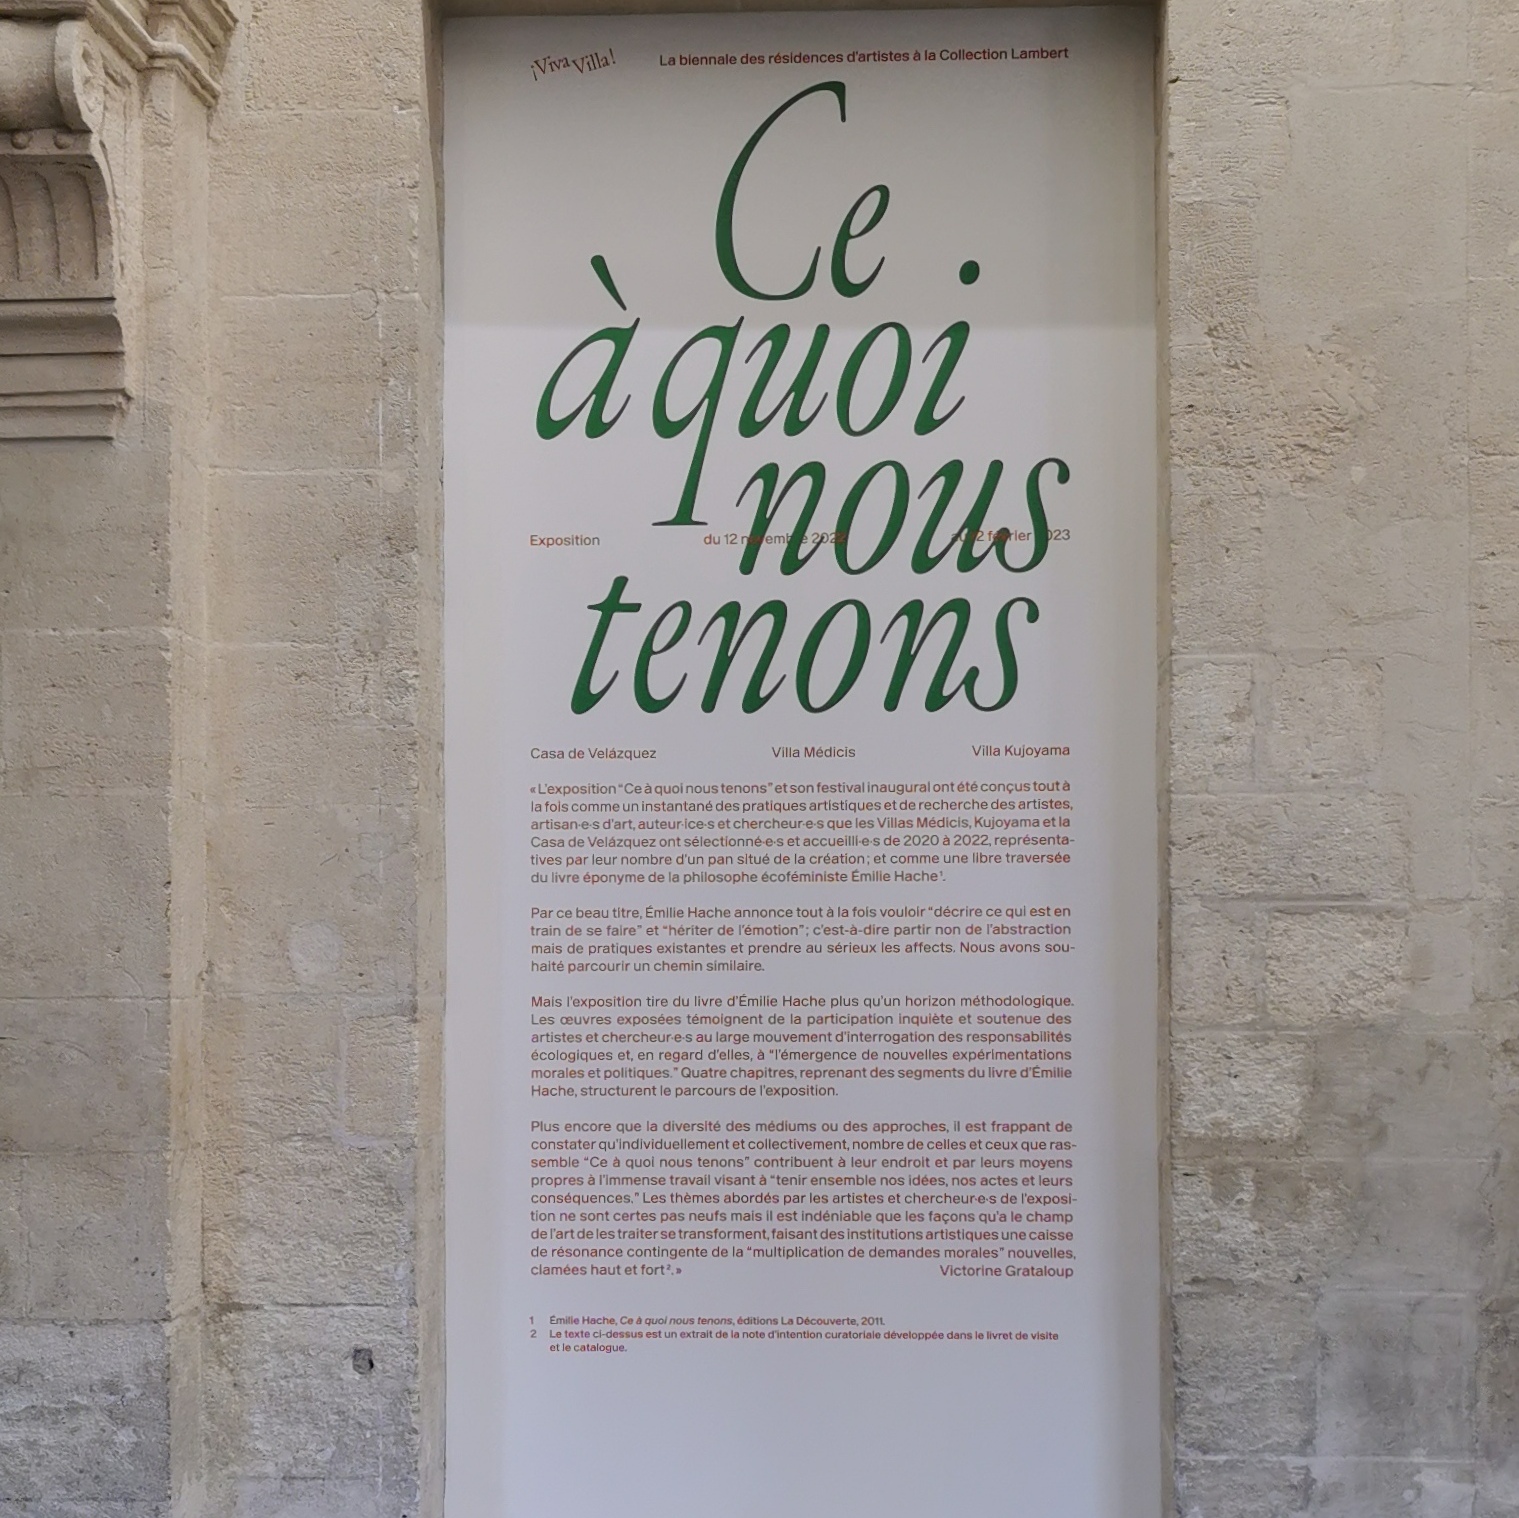 ¡Viva Villa! La biennale des résidences d'artistes à la Collection Lambert
Ce
à quoi
nous
Exposition du 12 novembre 2022 au 12 février 2023
tenons
Casa de Velázquez Villa Médicis Villa Kujoyama
« L'exposition “Ce à quoi nous tenons” et son festival inaugural ont été conçus tout à
la fois comme un instantané des pratiques artistiques et de recherche des artistes,
artisan·e·s d'art, auteur·ice·s et chercheur·e·s que les Villas Médicis, Kujoyama et la
Casa de Velázquez ont sélectionné·e·s et accueilli·e·s de 2020 à 2022, représenta-
tives par leur nombre d'un pan situé de la création ; et comme une libre traversée
du livre éponyme de la philosophe écoféministe Émilie Hache¹.
Par ce beau titre, Émilie Hache annonce tout à la fois vouloir “décrire ce qui est en
train de se faire” et “hériter de l'émotion” ; c'est-à-dire partir non de l'abstraction
mais de pratiques existantes et prendre au sérieux les affects. Nous avons sou-
haité parcourir un chemin similaire.
Mais l'exposition tire du livre d'Émilie Hache plus qu'un horizon méthodologique.
Les œuvres exposées témoignent de la participation inquiète et soutenue des
artistes et chercheur·e·s au large mouvement d'interrogation des responsabilités
écologiques et, en regard d'elles, à “l'émergence de nouvelles expérimentations
morales et politiques.” Quatre chapitres, reprenant des segments du livre d'Émilie
Hache, structurent le parcours de l'exposition.
Plus encore que la diversité des médiums ou des approches, il est frappant de
constater qu'individuellement et collectivement, nombre de celles et ceux que ras-
semble “Ce à quoi nous tenons” contribuent à leur endroit et par leurs moyens
propres à l'immense travail visant à “tenir ensemble nos idées, nos actes et leurs
conséquences.” Les thèmes abordés par les artistes et chercheur·e·s de l'exposi-
tion ne sont certes pas neufs mais il est indéniable que les façons qu'a le champ
de l'art de les traiter se transforment, faisant des institutions artistiques une caisse
de résonance contingente de la “multiplication de demandes morales” nouvelles,
clamées haut et fort². » Victorine Grataloup
1 Émilie Hache, Ce à quoi nous tenons, éditions La Découverte, 2011.
2 Le texte ci-dessus est un extrait de la note d'intention curatoriale développée dans le livret de visite
et le catalogue.